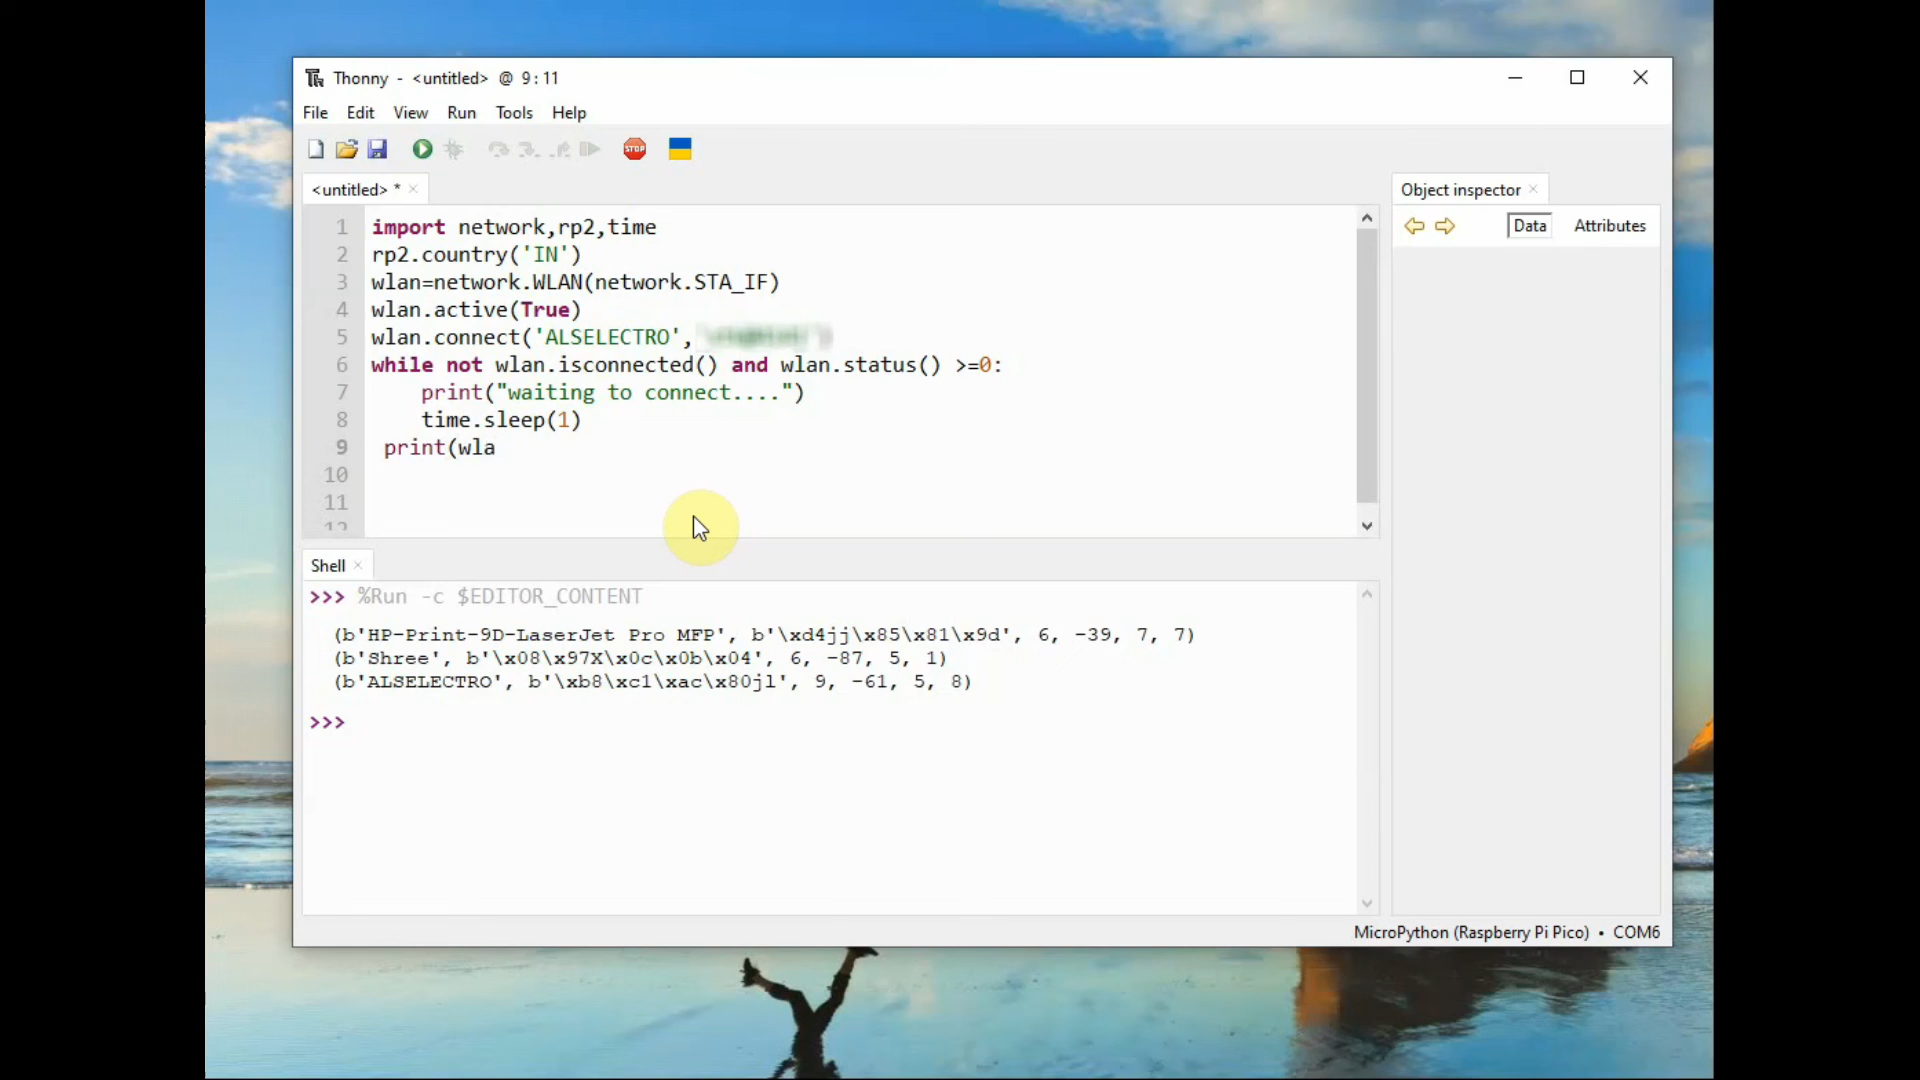 Thonny - <untitled> @ 9:11
File Edit View Run Tools Help
STOP
<untitled> *
Object inspector
Data Attributes
1 import network,rp2,time
2 rp2.country('IN')
3 wlan=network.WLAN(network.STA_IF)
4 wlan.active(True)
5 wlan.connect('ALSELECTRO',
6 while not wlan.isconnected() and wlan.status() >=0:
7 print("waiting to connect....")
8 time.sleep(1)
9 print(wla
10
11
12
Shell
>>> %Run -c $EDITOR_CONTENT
(b'HP-Print-9D-LaserJet Pro MFP', b'\xd4jj\x85\x81\x9d', 6, -39, 7, 7)
(b'Shree', b'\x08\x97X\x0c\x0b\x04', 6, -87, 5, 1)
(b'ALSELECTRO', b'\xb8\xc1\xac\x80jl', 9, -61, 5, 8)
>>>
MicroPython (Raspberry Pi Pico) • COM6